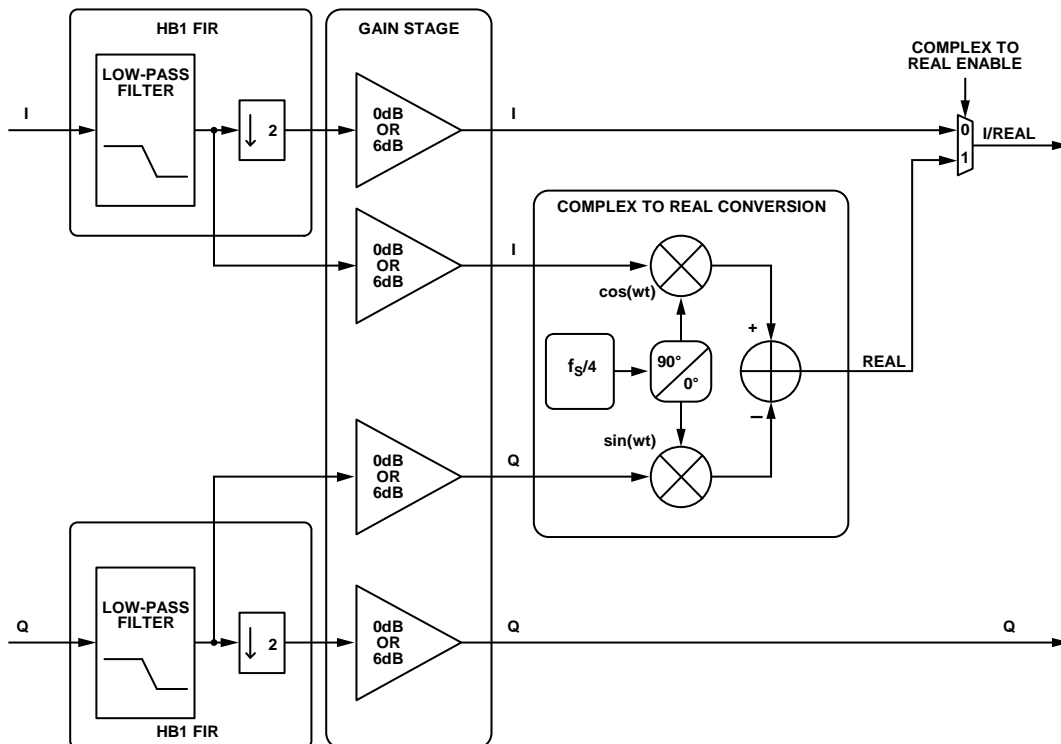 HB1 FIR
GAIN STAGE
LOW-PASS
FILTER
COMPLEX TO
REAL ENABLE
I
2
0dB
OR
6dB
I
0
1
I/REAL
COMPLEX TO REAL CONVERSION
0dB
OR
6dB
I
cos(wt)
+
fS/4
90°
0°
REAL
–
sin(wt)
0dB
OR
6dB
Q
LOW-PASS
FILTER
Q
2
0dB
OR
6dB
Q
Q
HB1 FIR